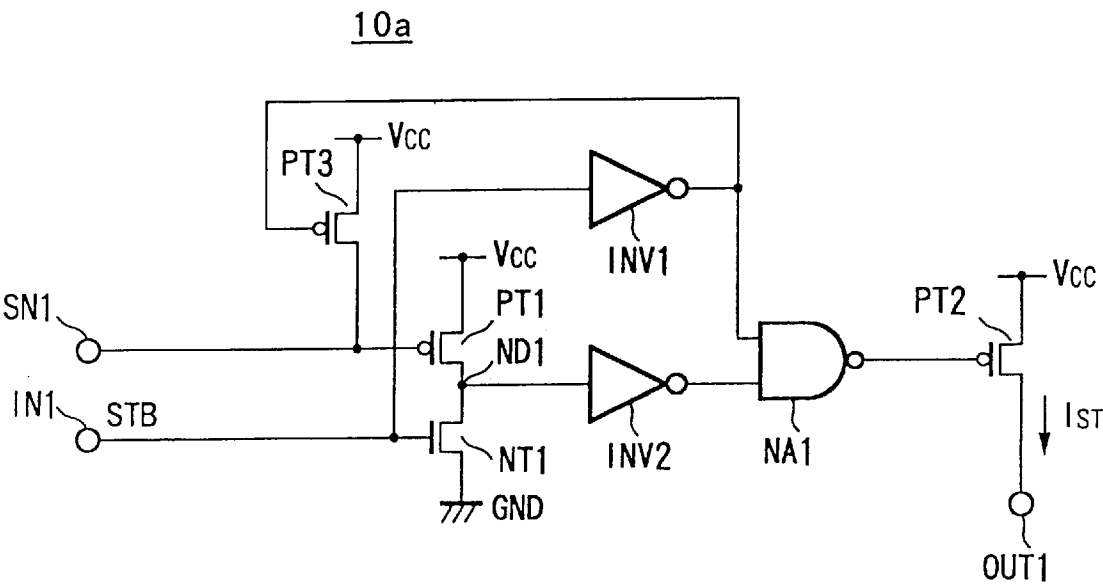 10a
VCC
PT3
INV1
VCC
SN1
PT1
PT2
VCC
ND1
IN1
STB
IST
NT1
INV2
NA1
GND
OUT1